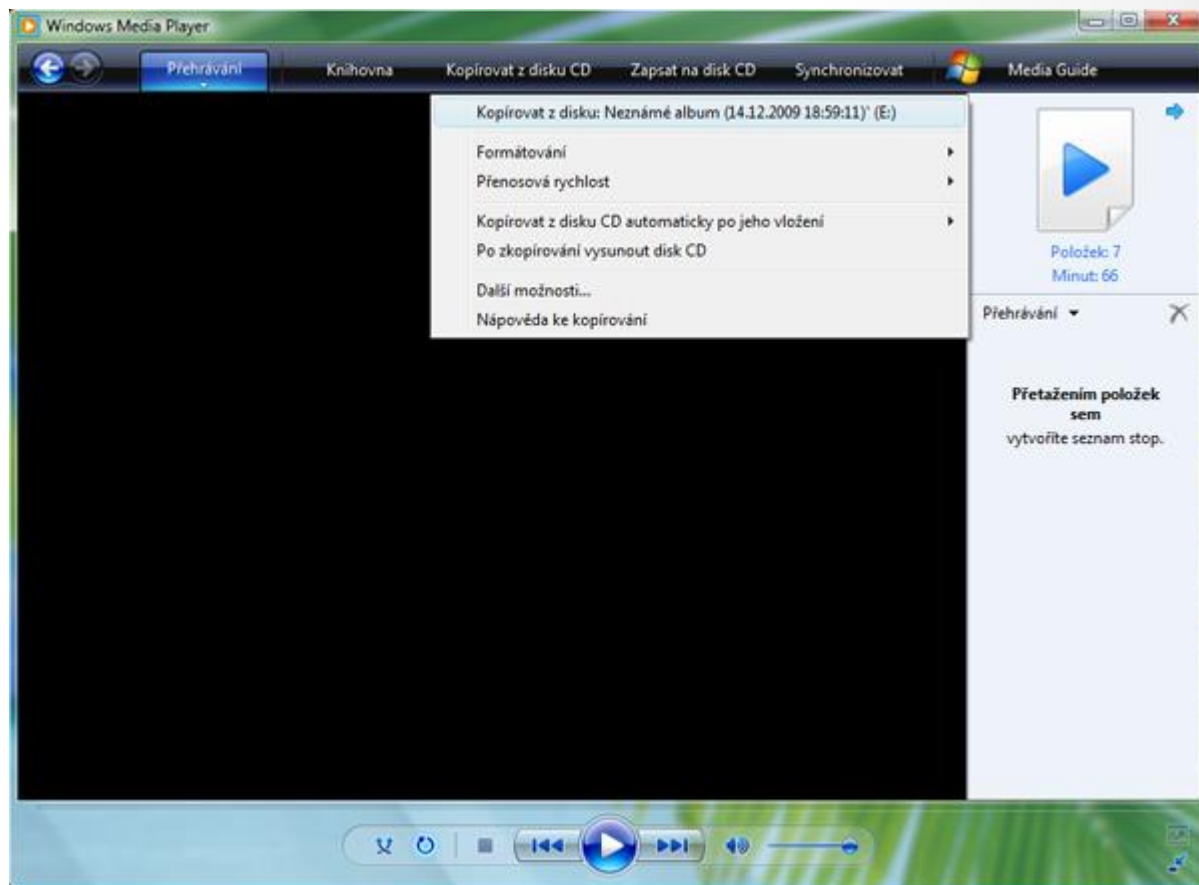 Windows Media Player
Přehrávání
Knihovna
Kopírovat z disku CD
Zapsat na disk CD
Synchronizovat
Media Guide
Kopírovat z disku: Neznámé album (14.12.2009 18:59:11)' (E:)
Formátování
Přenosová rychlost
Kopírovat z disku CD automaticky po jeho vložení
Po zkopírování vysunout disk CD
Další možnosti...
Nápověda ke kopírování
Položek: 7
Minut: 66
Přehrávání
Přetažením položek
sem
vytvoříte seznam stop.